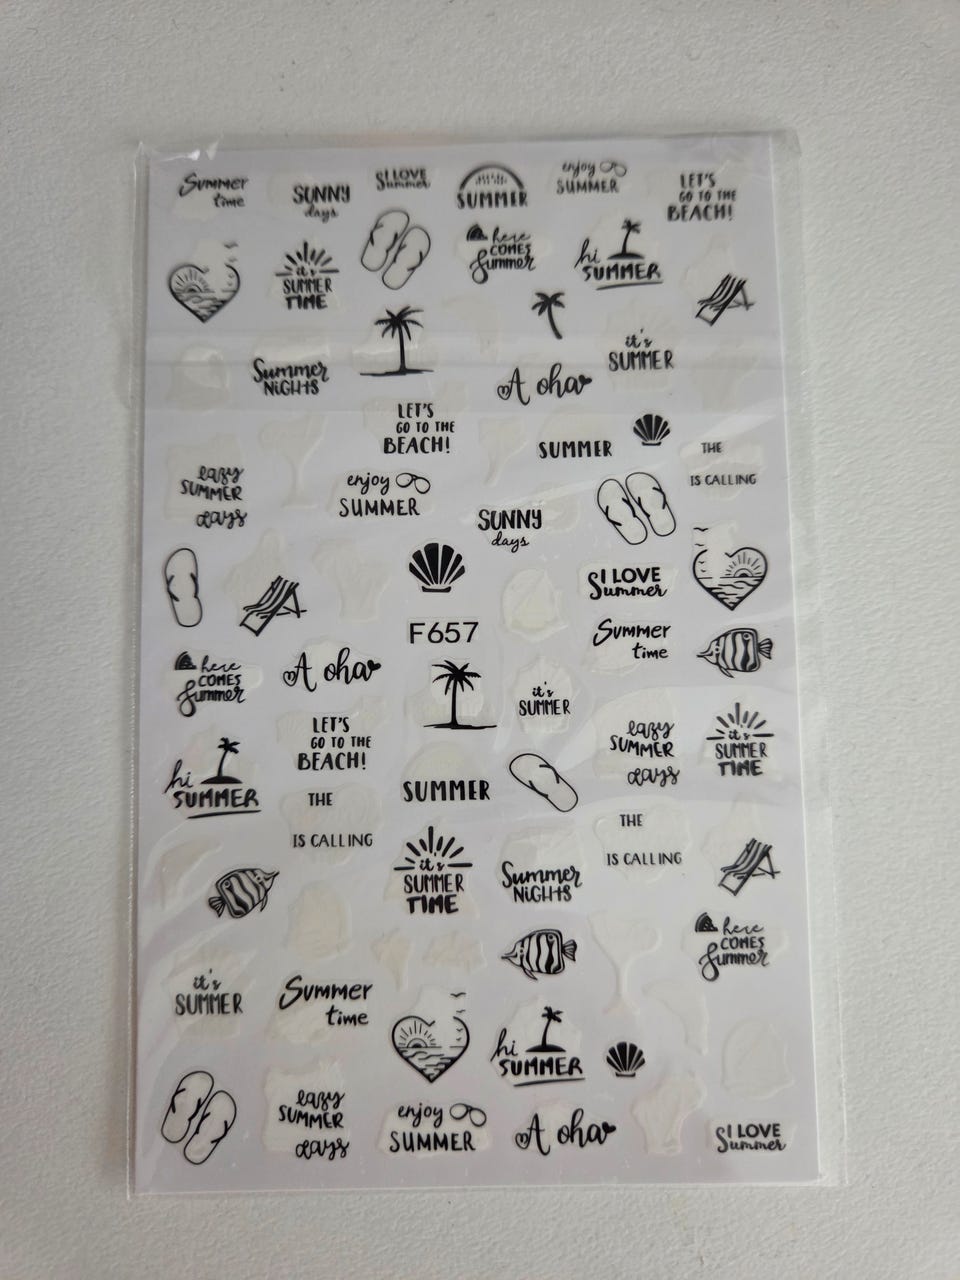 Summer
time
SUNNY
days
I LOVE
Summer
SUMMER
enjoy
SUMMER
LET'S
GO TO THE
BEACH!
it's
SUMMER
TIME
here
COMES
Summer
hi
SUMMER
Summer
NIGHTS
A oha
it's
SUMMER
LET'S
GO TO THE
BEACH!
SUMMER
THE
IS CALLING
lazy
SUMMER
days
enjoy
SUMMER
SUNNY
days
I LOVE
Summer
F657
Summer
time
here
COMES
Summer
A oha
it's
SUMMER
LET'S
GO TO THE
BEACH!
lazy
SUMMER
days
it's
SUMMER
TIME
hi
SUMMER
THE
IS CALLING
SUMMER
THE
IS CALLING
it's
SUMMER
TIME
Summer
NIGHTS
here
COMES
Summer
it's
SUMMER
Summer
time
hi
SUMMER
lazy
SUMMER
days
enjoy
SUMMER
A oha
I LOVE
Summer